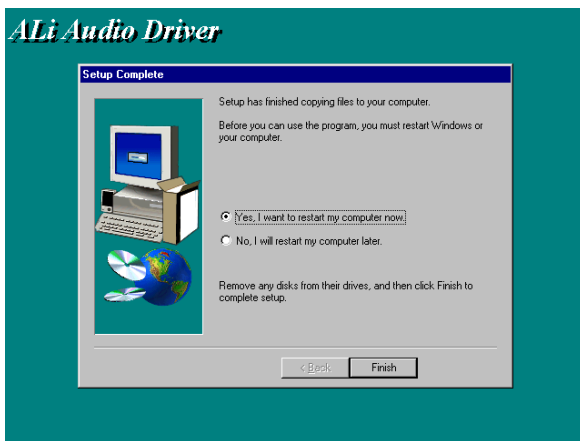 ALi Audio Driver
Setup Complete
Setup has finished copying files to your computer.
Before you can use the program, you must restart Windows or
your computer.
Yes, I want to restart my computer now.
No, I will restart my computer later.
Remove any disks from their drives, and then click Finish to
complete setup.
< Back
Finish